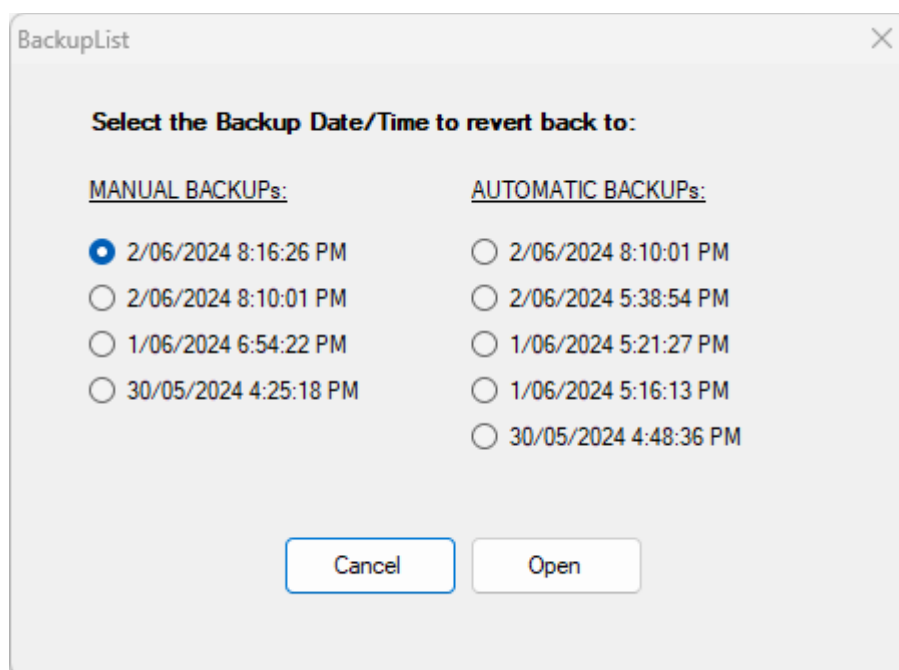 BackupList
Select the Backup Date/Time to revert back to:
MANUAL BACKUPs:
2/06/2024 8:16:26 PM
2/06/2024 8:10:01 PM
1/06/2024 6:54:22 PM
30/05/2024 4:25:18 PM
AUTOMATIC BACKUPs:
2/06/2024 8:10:01 PM
2/06/2024 5:38:54 PM
1/06/2024 5:21:27 PM
1/06/2024 5:16:13 PM
30/05/2024 4:48:36 PM
Cancel
Open